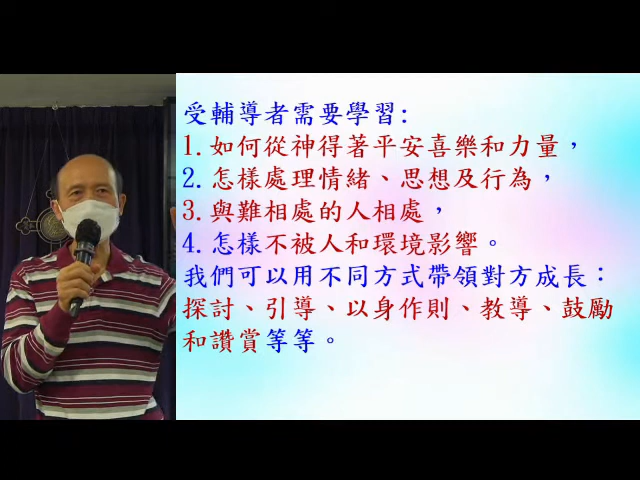 受輔導者需要學習:
1.如何從神得著平安喜樂和力量，
2.怎樣處理情緒、思想及行為，
3.與難相處的人相處，
4.怎樣不被人和環境影響。
我們可以用不同方式帶領對方成長：
探討、引導、以身作則、教導、鼓勵
和讚賞等等。